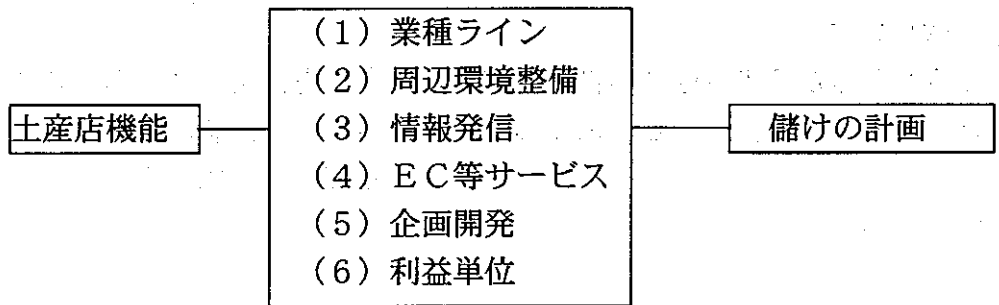 (1) 業種ライン
(2) 周辺環境整備
土産店機能
(3) 情報発信
儲けの計画
(4) EC等サービス
(5) 企画開発
(6) 利益単位